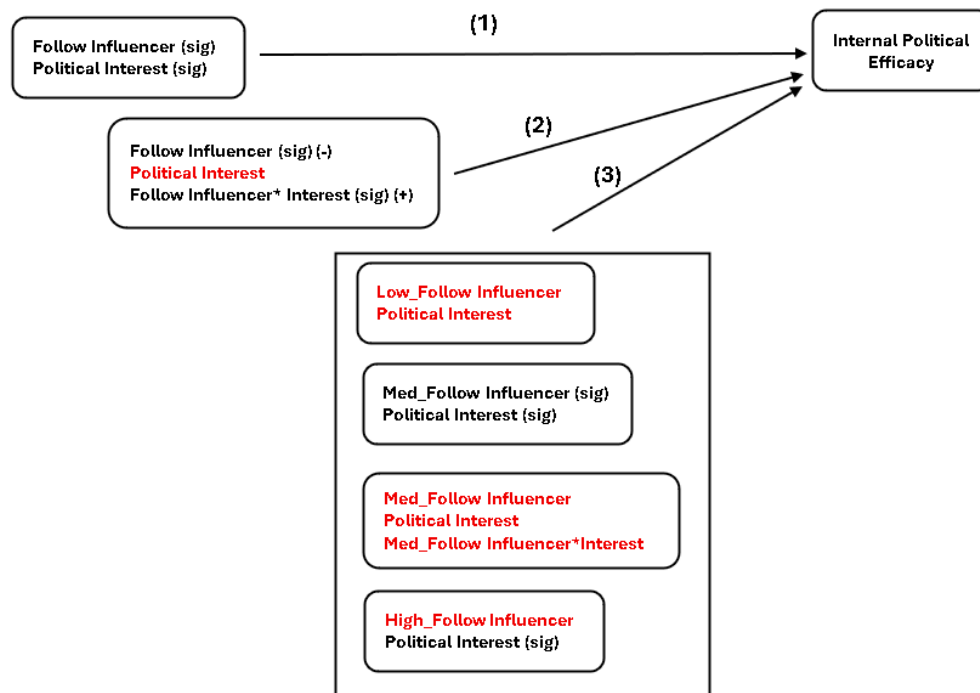 (1)
Follow Influencer (sig)
Political Interest (sig)
Internal Political
Efficacy
(2)
Follow Influencer (sig) (-)
Political Interest
Follow Influencer* Interest (sig) (+)
(3)
Low_Follow Influencer
Political Interest
Med_Follow Influencer (sig)
Political Interest (sig)
Med_Follow Influencer
Political Interest
Med_Follow Influencer*Interest
High_Follow Influencer
Political Interest (sig)